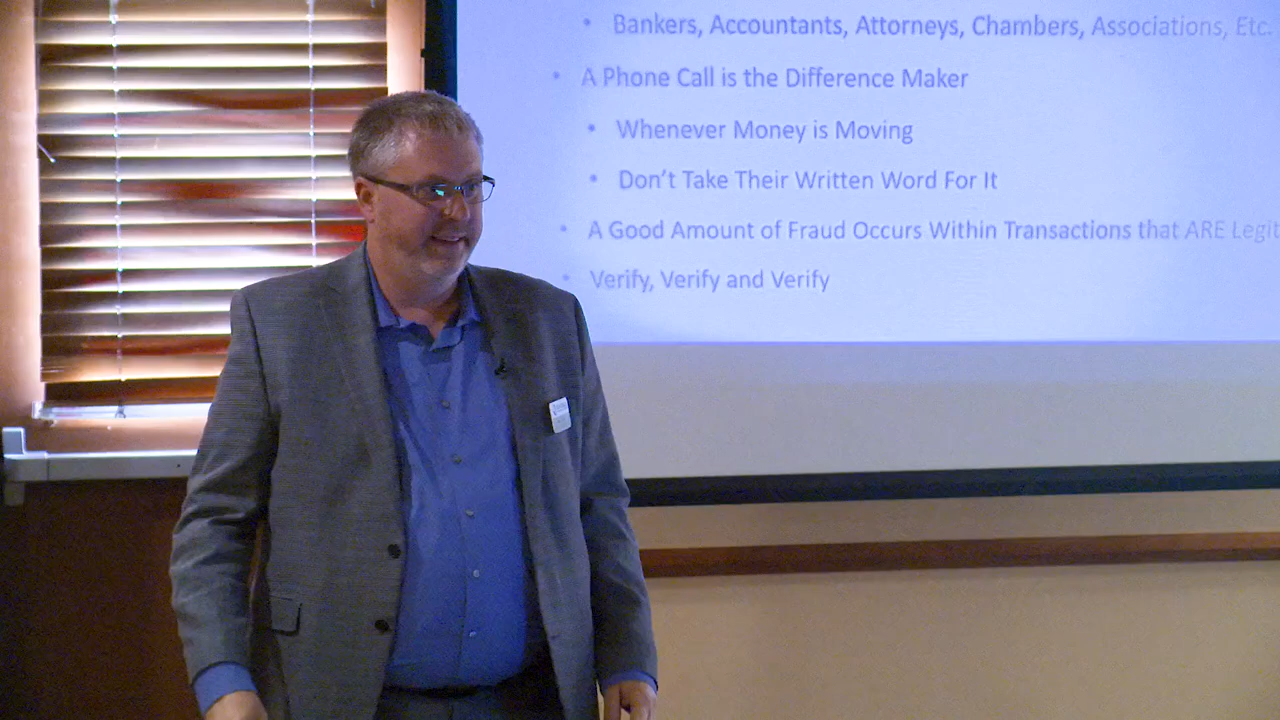 Bankers, Accountants, Attorneys, Chambers, Associations, Etc.
A Phone Call is the Difference Maker
Whenever Money is Moving
Don't Take Their Written Word For It
A Good Amount of Fraud Occurs Within Transactions that ARE Legit
Verify, Verify and Verify